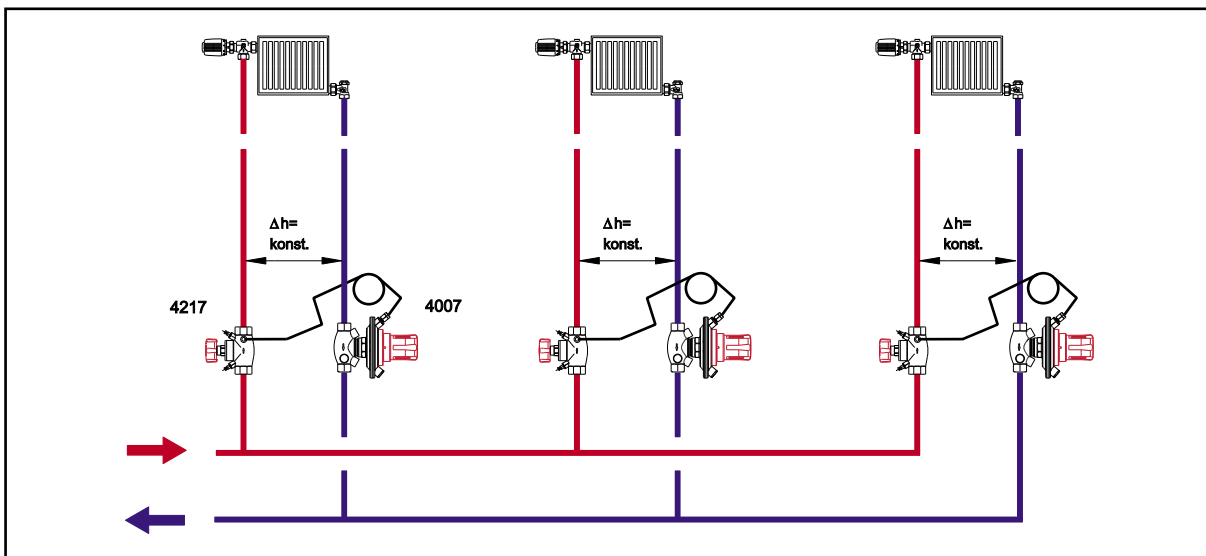 Δh=
konst.
Δh=
konst.
Δh=
konst.
4217
4007